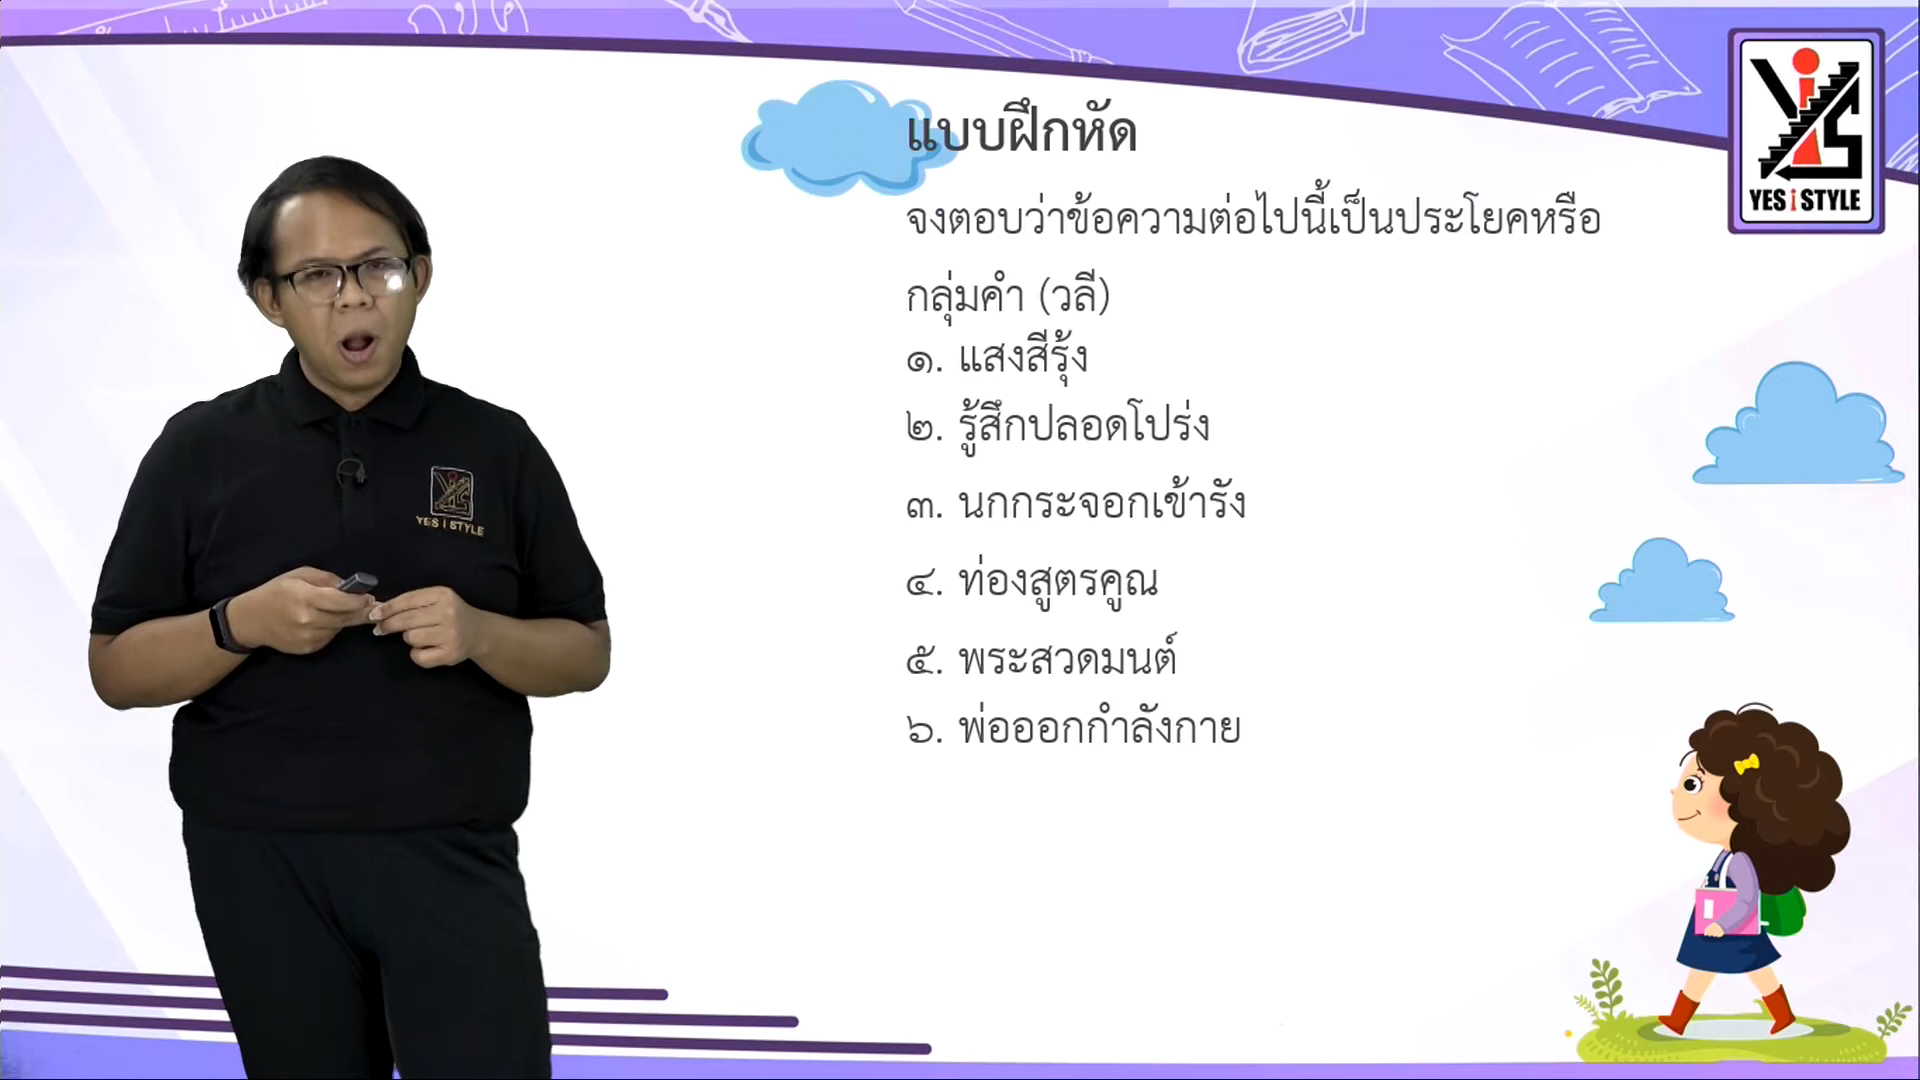 ก ข ค
YES i STYLE
แบบฝึกหัด
จงตอบว่าข้อความต่อไปนี้เป็นประโยคหรือ
กลุ่มคำ (วลี)
๑. แสงสีรุ้ง
๒. รู้สึกปลอดโปร่ง
๓. นกกระจอกเข้ารัง
๔. ท่องสูตรคูณ
๕. พระสวดมนต์
๖. พ่อออกกำลังกาย
YES i STYLE